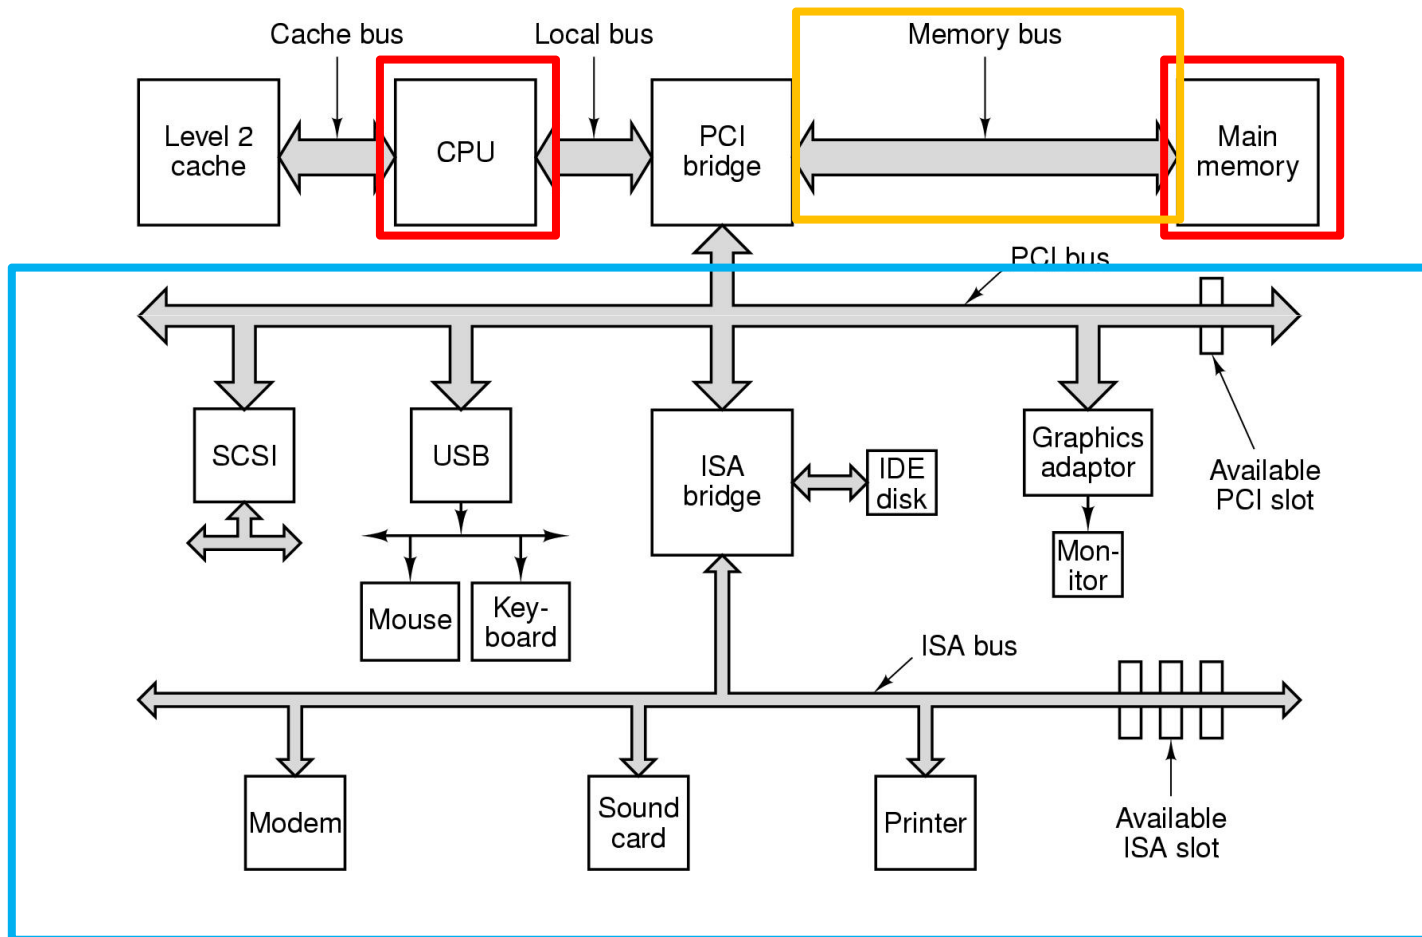 Cache bus
Local bus
Memory bus
Level 2
cache
CPU
PCI
bridge
Main
memory
PCI bus
SCSI
USB
ISA
bridge
IDE
disk
Graphics
adaptor
Available
PCI slot
Mon-
itor
Mouse
Key-
board
ISA bus
Modem
Sound
card
Printer
Available
ISA slot